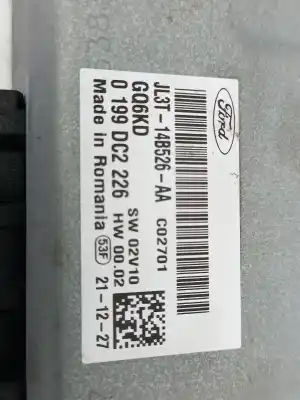 Ford
JL3T-14B526-AA
C02701
GQ6KD
0 199 DC2 226
SW 02V10
HW 00.02
Made in Romania 53F 21-12-27